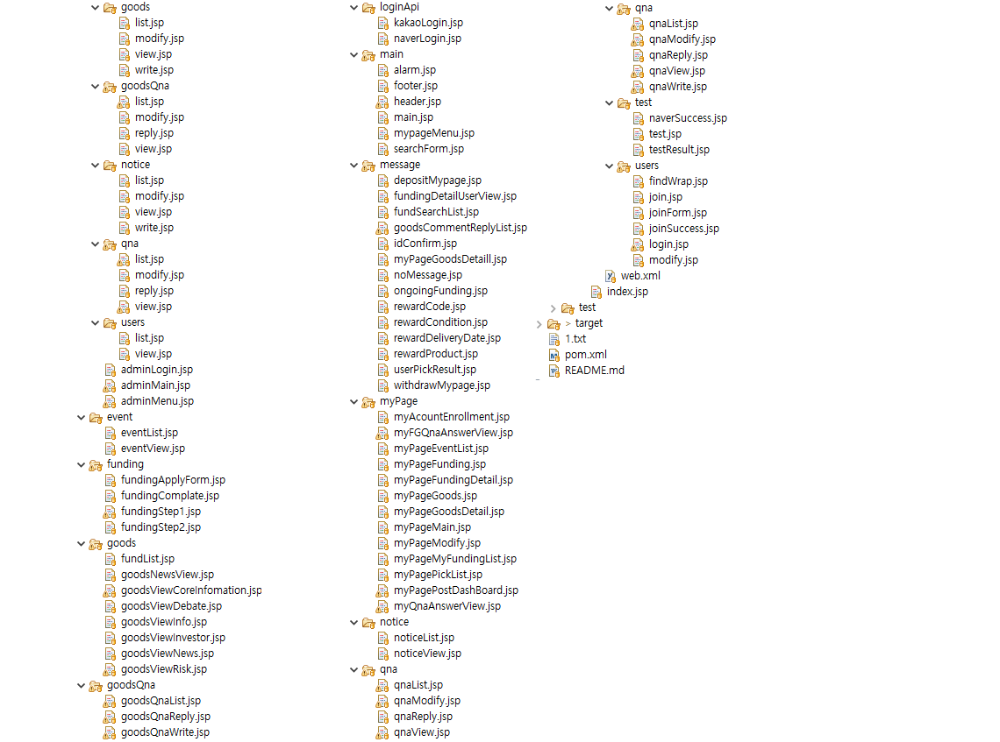 goods
list.jsp
modify.jsp
view.jsp
write.jsp
goodsQna
list.jsp
modify.jsp
reply.jsp
view.jsp
notice
list.jsp
modify.jsp
view.jsp
write.jsp
qna
list.jsp
modify.jsp
reply.jsp
view.jsp
users
list.jsp
view.jsp
adminLogin.jsp
adminMain.jsp
adminMenu.jsp
event
eventList.jsp
eventView.jsp
funding
fundingApplyForm.jsp
fundingComplate.jsp
fundingStep1.jsp
fundingStep2.jsp
goods
fundList.jsp
goodsNewsView.jsp
goodsViewCoreInfomation.jsp
goodsViewDebate.jsp
goodsViewInfo.jsp
goodsViewInvestor.jsp
goodsViewNews.jsp
goodsViewRisk.jsp
goodsQna
goodsQnaList.jsp
goodsQnaReply.jsp
goodsQnaWrite.jsp
loginApi
kakaoLogin.jsp
naverLogin.jsp
main
alarm.jsp
footer.jsp
header.jsp
main.jsp
mypageMenu.jsp
searchForm.jsp
message
depositMypage.jsp
fundingDetailUserView.jsp
fundSearchList.jsp
goodsCommentReplyList.jsp
idConfirm.jsp
myPageGoodsDetaill.jsp
noMessage.jsp
ongoingFunding.jsp
rewardCode.jsp
rewardCondition.jsp
rewardDeliveryDate.jsp
rewardProduct.jsp
userPickResult.jsp
withdrawMypage.jsp
myPage
myAcountEnrollment.jsp
myFGQnaAnswerView.jsp
myPageEventList.jsp
myPageFunding.jsp
myPageFundingDetail.jsp
myPageGoods.jsp
myPageGoodsDetail.jsp
myPageMain.jsp
myPageModify.jsp
myPageMyFundingList.jsp
myPagePickList.jsp
myPagePostDashBoard.jsp
myQnaAnswerView.jsp
notice
noticeList.jsp
noticeView.jsp
qna
qnaList.jsp
qnaModify.jsp
qnaReply.jsp
qnaView.jsp
qna
qnaList.jsp
qnaModify.jsp
qnaReply.jsp
qnaView.jsp
qnaWrite.jsp
test
naverSuccess.jsp
test.jsp
testResult.jsp
users
findWrap.jsp
join.jsp
joinForm.jsp
joinSuccess.jsp
login.jsp
modify.jsp
web.xml
index.jsp
test
> target
1.txt
pom.xml
README.md